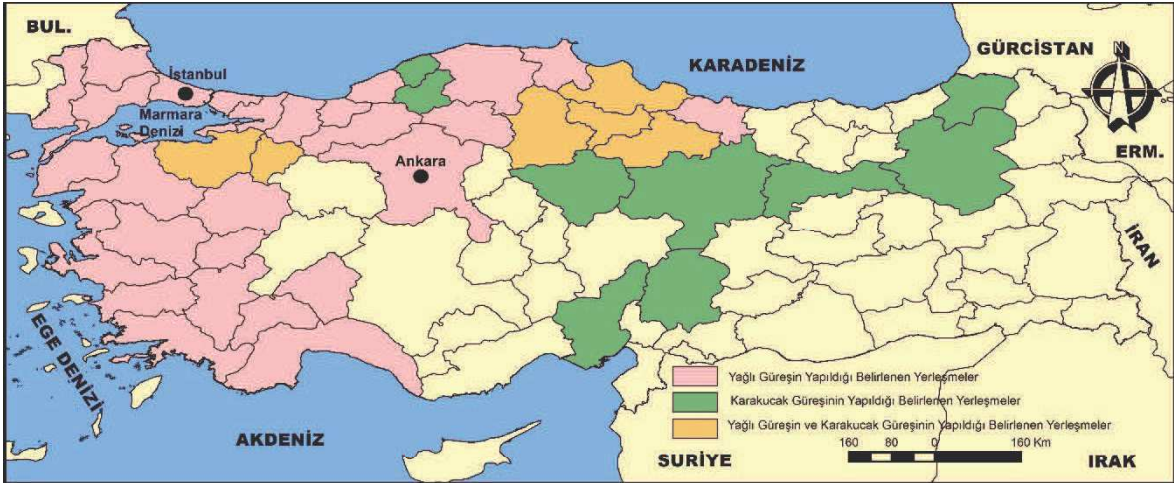 BUL.
GÜRCİSTAN
N
KARADENİZ
İstanbul
Marmara
Denizi
Ankara
ERM.
İRAN
EGE DENİZİ
Yağlı Güreşin Yapıldığı Belirlenen Yerleşmeler
Karakucak Güreşinin Yapıldığı Belirlenen Yerleşmeler
Yağlı Güreşin ve Karakucak Güreşinin Yapıldığı Belirlenen Yerleşmeler
160 80 0 160 Km
AKDENİZ
SURİYE
IRAK